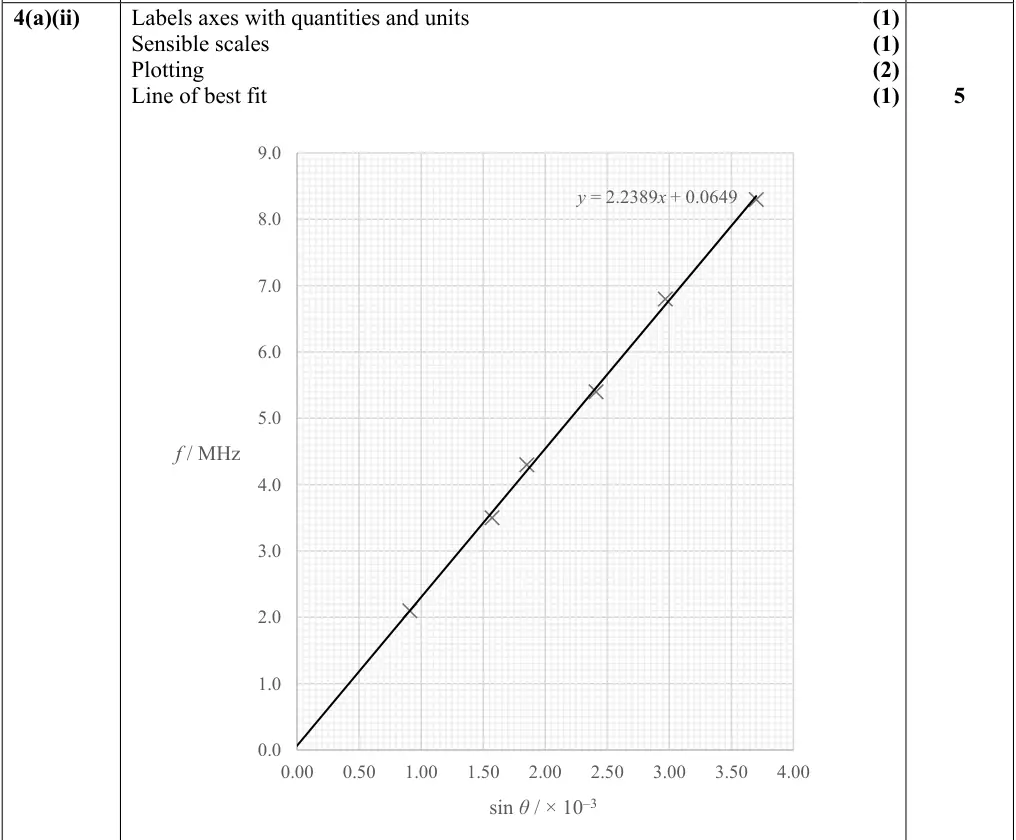 4(a)(ii) Labels axes with quantities and units (1)
Sensible scales (1)
Plotting (2)
Line of best fit (1) 5
9.0
y = 2.2389x + 0.0649
8.0
7.0
6.0
5.0
f / MHz
4.0
3.0
2.0
1.0
0.0
0.00 0.50 1.00 1.50 2.00 2.50 3.00 3.50 4.00
sin θ / × 10⁻³